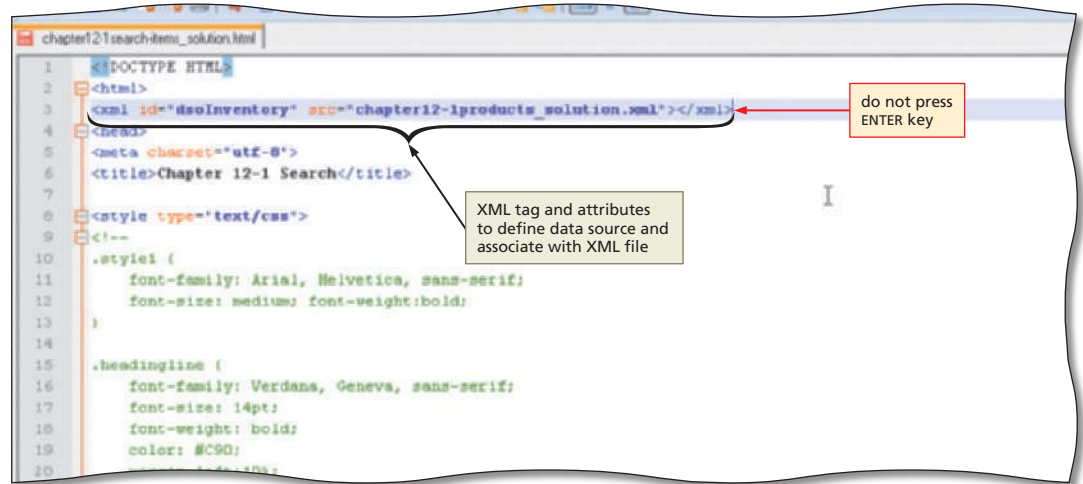 chapter12-1search-items_solution.html
1 <!DOCTYPE HTML>
2 <html>
3 <xml id="dsoInventory" src="chapter12-1products_solution.xml"></xml>
do not press
ENTER key
4 <head>
5 <meta charset="utf-8">
6 <title>Chapter 12-1 Search</title>
7
8 <style type="text/css">
XML tag and attributes
to define data source and
associate with XML file
9 <!--
10 .style1 {
11 font-family: Arial, Helvetica, sans-serif;
12 font-size: medium; font-weight:bold;
13 }
14
15 .headingline {
16 font-family: Verdana, Geneva, sans-serif;
17 font-size: 14pt;
18 font-weight: bold;
19 color: #C90;
20